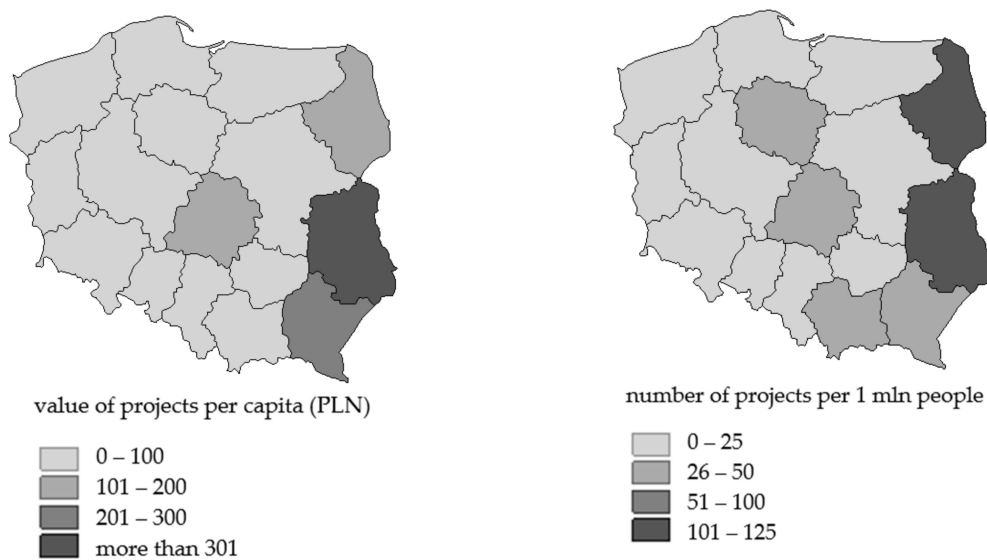 value of projects per capita (PLN)
0 – 100
101 – 200
201 – 300
more than 301
number of projects per 1 mln people
0 – 25
26 – 50
51 – 100
101 – 125